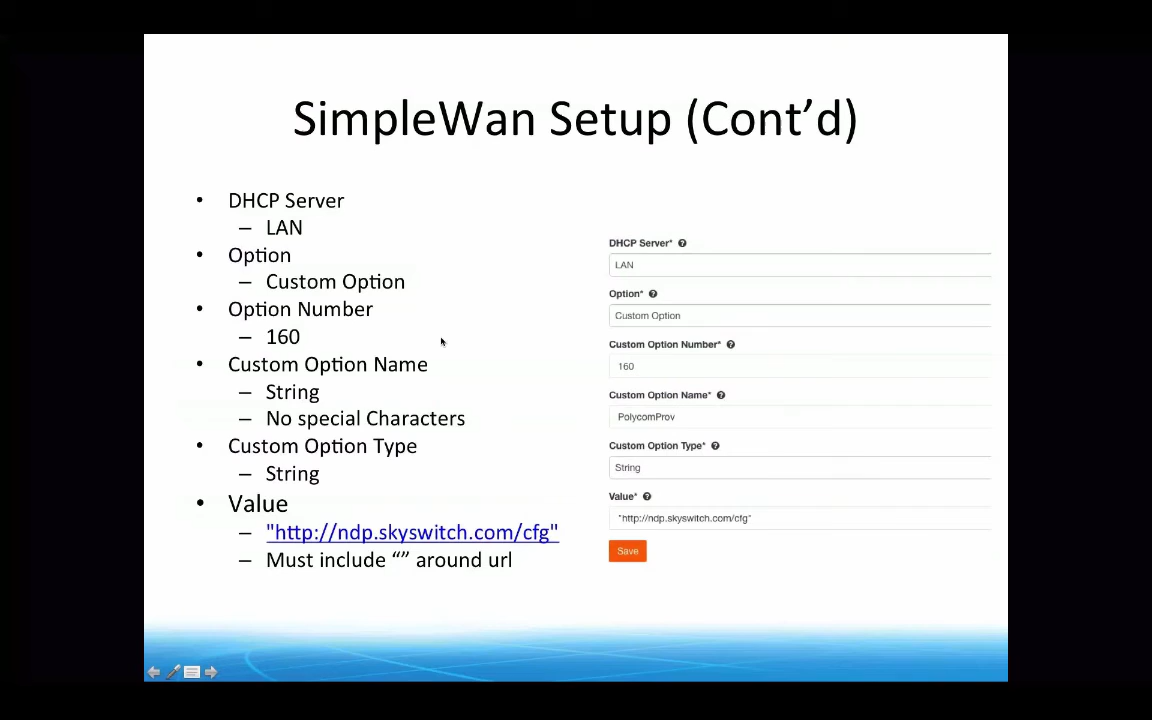 SimpleWan Setup (Cont’d)
• DHCP Server
– LAN
• Option
– Custom Option
• Option Number
– 160
• Custom Option Name
– String
– No special Characters
• Custom Option Type
– String
• Value
– "http://ndp.skyswitch.com/cfg"
– Must include “” around url
DHCP Server*
LAN
Option*
Custom Option
Custom Option Number*
160
Custom Option Name*
PolycomProv
Custom Option Type*
String
Value*
"http://ndp.skyswitch.com/cfg"
Save